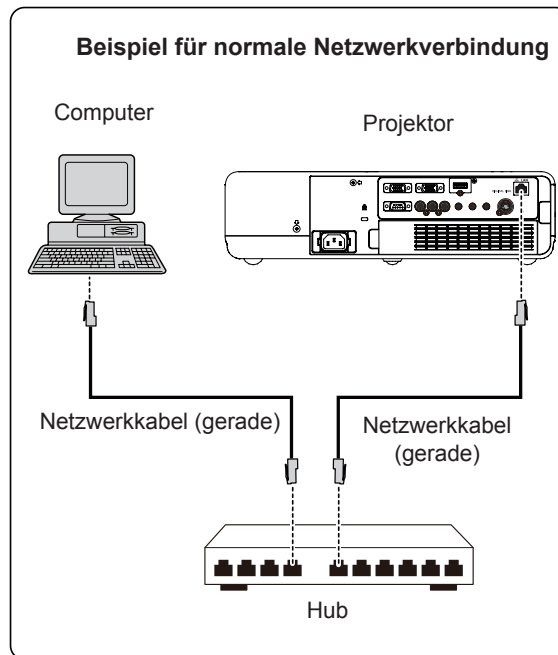 Beispiel für normale Netzwerkverbindung
Computer
Projektor
Netzwerkkabel (gerade)
Netzwerkkabel
(gerade)
Hub